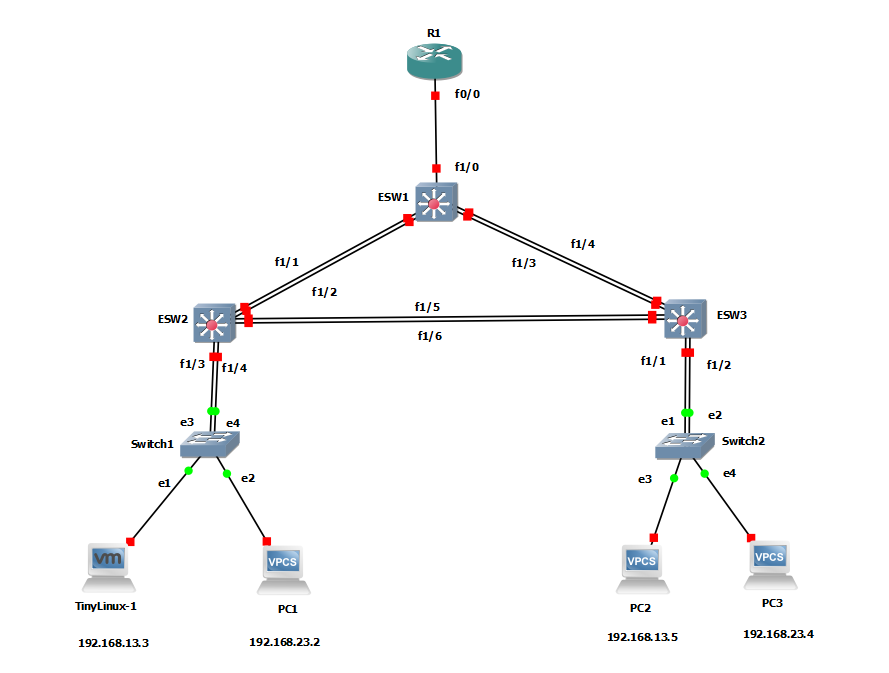 R1
f0/0
f1/0
ESW1
f1/4
f1/1
f1/3
f1/2
f1/5
ESW2
ESW3
f1/6
f1/3
f1/4
f1/1
f1/2
e3
e4
e1
e2
Switch1
Switch2
e1
e2
e3
e4
vm
VPCS
VPCS
VPCS
TinyLinux-1
PC1
PC2
PC3
192.168.13.3
192.168.23.2
192.168.13.5
192.168.23.4